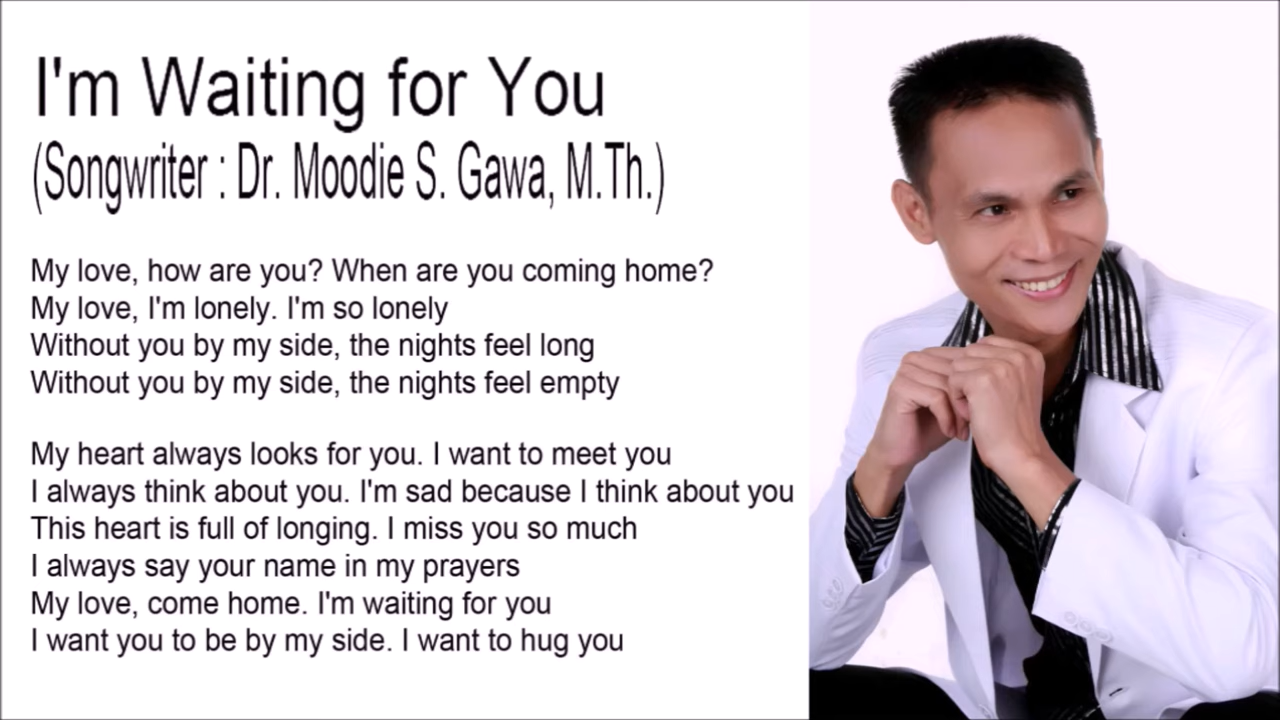 I'm Waiting for You
(Songwriter : Dr. Moodie S. Gawa, M.Th.)
My love, how are you? When are you coming home?
My love, I'm lonely. I'm so lonely
Without you by my side, the nights feel long
Without you by my side, the nights feel empty
My heart always looks for you. I want to meet you
I always think about you. I'm sad because I think about you
This heart is full of longing. I miss you so much
I always say your name in my prayers
My love, come home. I'm waiting for you
I want you to be by my side. I want to hug you